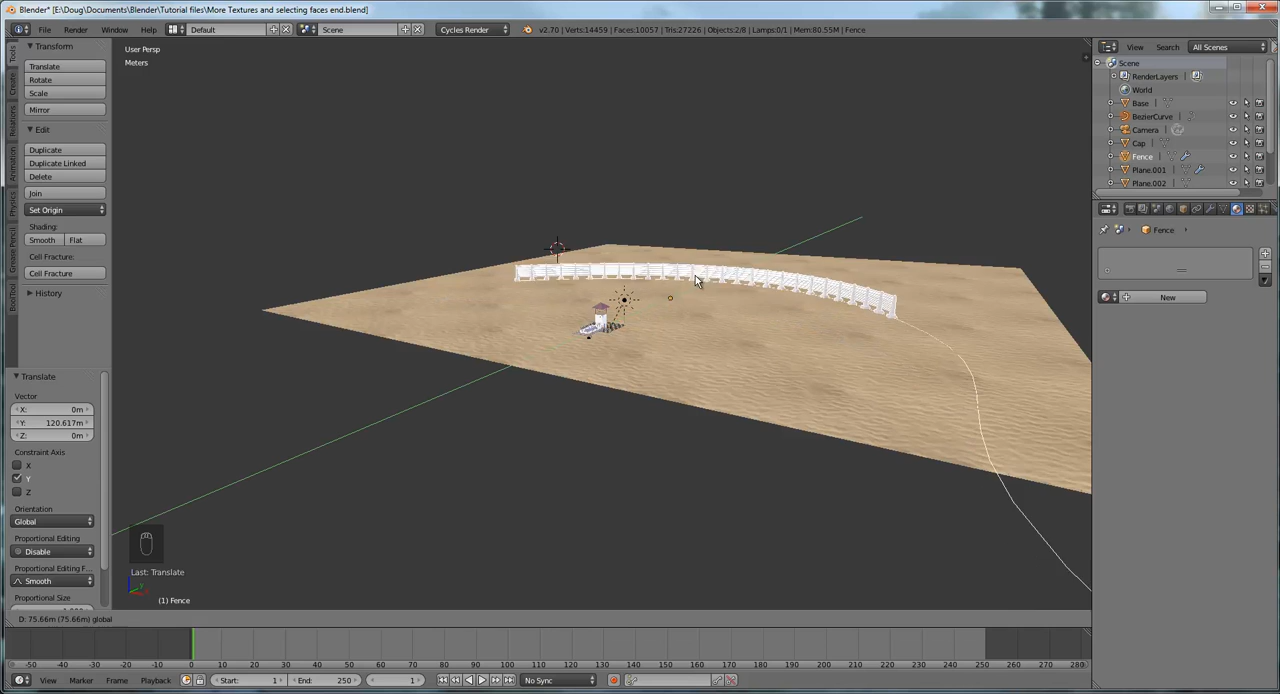 Blender* [E:\Doug\Documents\Blender\Tutorial files\More Textures and selecting faces end.blend]
File Render Window Help Default Scene Cycles Render v2.70 | Verts:14459 | Faces:10057 | Tris:27226 | Objects:2/8 | Lamps:0/1 | Mem:80.55M | Fence
Tools
Create
Relations
Animation
Physics
Grease Pencil
BoolTool
Transform
Translate
Rotate
Scale
Mirror
Edit
Duplicate
Duplicate Linked
Delete
Join
Set Origin
Shading:
Smooth Flat
Cell Fracture:
Cell Fracture
History
Translate
Vector
X: 0m
Y: 120.617m
Z: 0m
Constraint Axis
X
Y
Z
Orientation
Global
Proportional Editing
Disable
Proportional Editing F...
Smooth
Proportional Size
User Persp
Meters
Last: Translate
(1) Fence
D: 75.66m (75.66m) global
View Search All Scenes
Scene
RenderLayers
World
Base
BezierCurve
Camera
Cap
Fence
Plane.001
Plane.002
Fence
New
-50 -40 -30 -20 -10 0 10 20 30 40 50 60 70 80 90 100 110 120 130 140 150 160 170 180 190 200 210 220 230 240 250 260 270 280
View Marker Frame Playback Start: 1 End: 250 1 No Sync